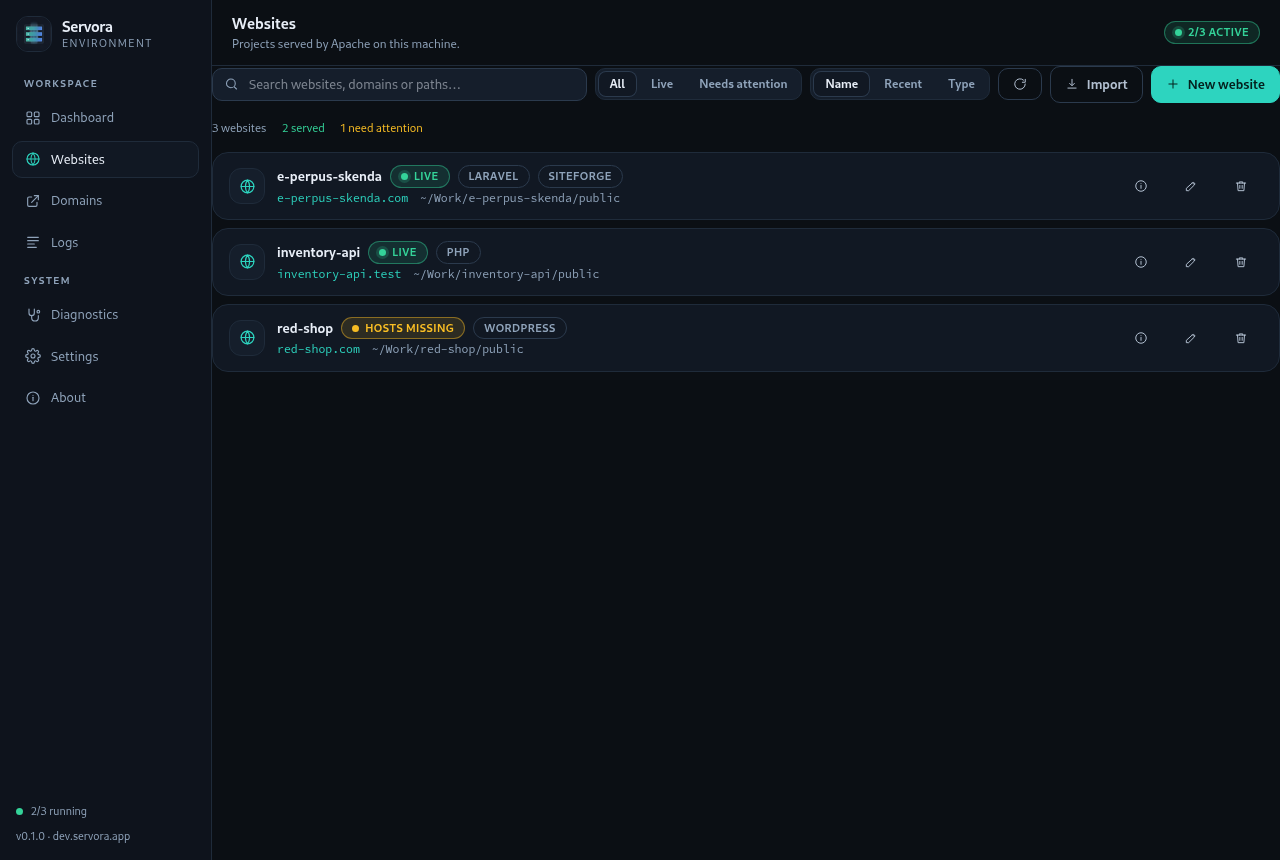 Servora
ENVIRONMENT
WORKSPACE
Dashboard
Websites
Domains
Logs
SYSTEM
Diagnostics
Settings
About
2/3 running
v0.1.0 · dev.servora.app
Websites
Projects served by Apache on this machine.
2/3 ACTIVE
Search websites, domains or paths…
All Live Needs attention
Name Recent Type
Import
New website
3 websites 2 served 1 need attention
e-perpus-skenda LIVE LARAVEL SITEFORGE
e-perpus-skenda.com ~/Work/e-perpus-skenda/public
inventory-api LIVE PHP
inventory-api.test ~/Work/inventory-api/public
red-shop HOSTS MISSING WORDPRESS
red-shop.com ~/Work/red-shop/public